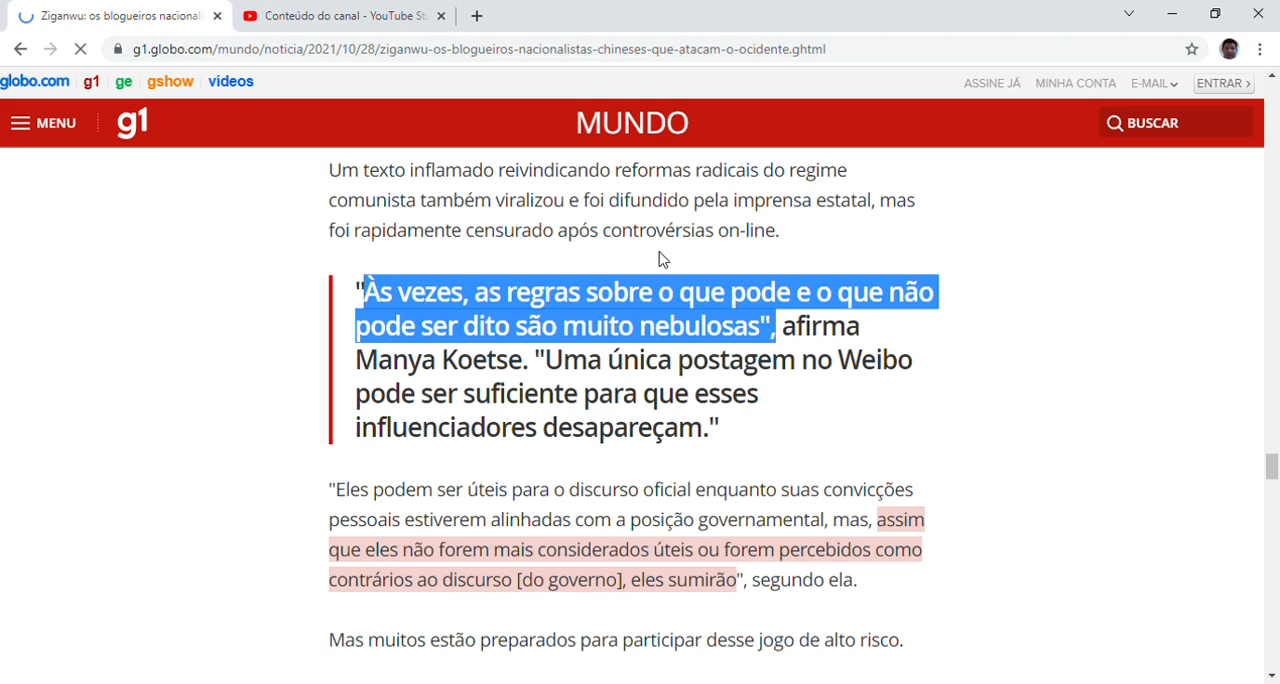 Ziganwu: os blogueiros nacionali
Conteúdo do canal - YouTube St
g1.globo.com/mundo/noticia/2021/10/28/ziganwu-os-blogueiros-nacionalistas-chineses-que-atacam-o-ocidente.ghtml
globo.com g1 ge gshow videos ASSINE JÁ MINHA CONTA E-MAIL ENTRAR ›
MENU g1 MUNDO BUSCAR
Um texto inflamado reivindicando reformas radicais do regime
comunista também viralizou e foi difundido pela imprensa estatal, mas
foi rapidamente censurado após controvérsias on-line.
"Às vezes, as regras sobre o que pode e o que não
pode ser dito são muito nebulosas", afirma
Manya Koetse. "Uma única postagem no Weibo
pode ser suficiente para que esses
influenciadores desapareçam."
"Eles podem ser úteis para o discurso oficial enquanto suas convicções
pessoais estiverem alinhadas com a posição governamental, mas, assim
que eles não forem mais considerados úteis ou forem percebidos como
contrários ao discurso [do governo], eles sumirão", segundo ela.
Mas muitos estão preparados para participar desse jogo de alto risco.